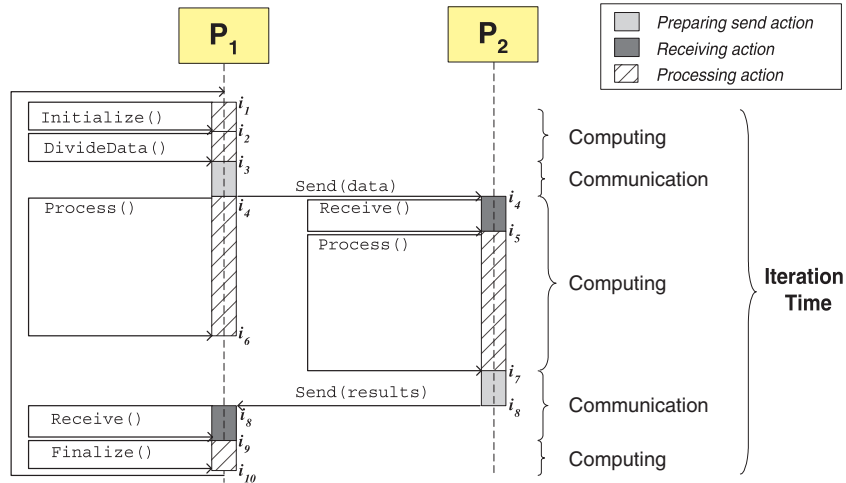 P1
P2
Preparing send action
Receiving action
Processing action
i1
Initialize()
i2
Computing
DivideData()
i3
Communication
Send(data)
i4
i4
Process()
Receive()
i5
Process()
Computing
Iteration
Time
i6
i7
Send(results)
i8
i8
Communication
Receive()
i9
Finalize()
Computing
i10